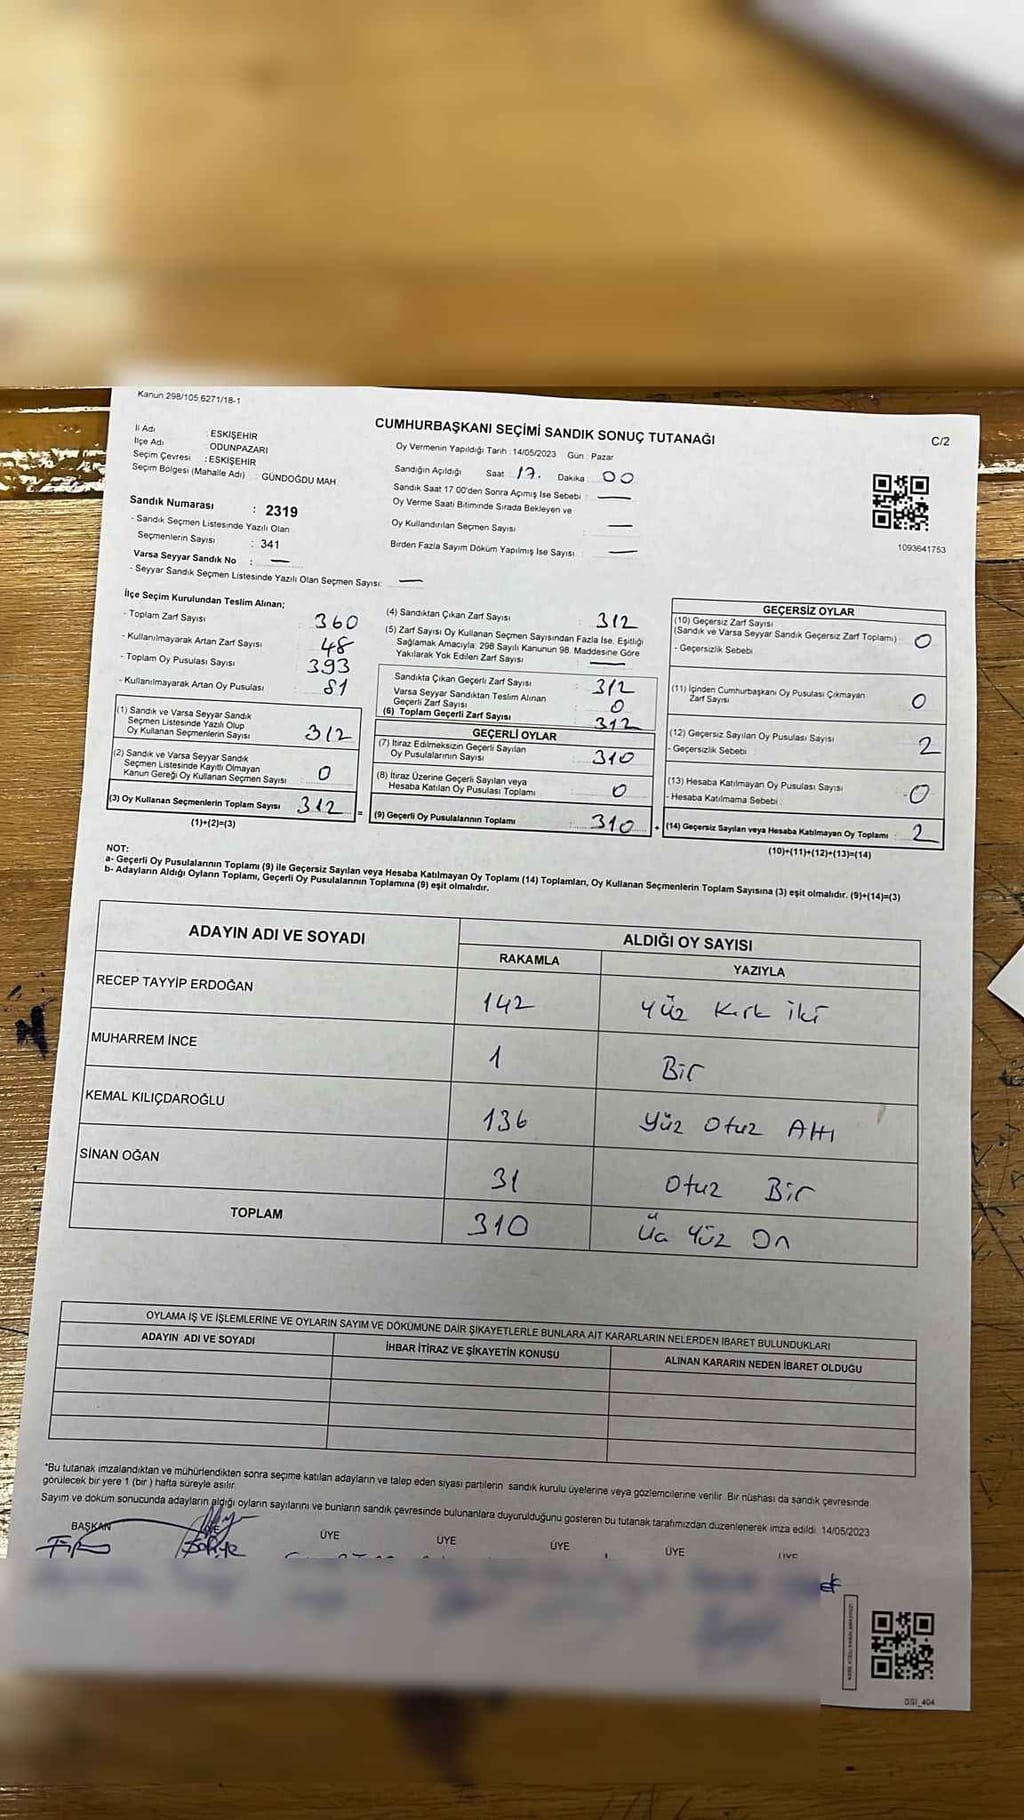 Kanun:298/105,6271/18-1
CUMHURBAŞKANI SEÇİMİ SANDIK SONUÇ TUTANAĞI
C/2
İl Adı : ESKİŞEHİR
İlçe Adı : ODUNPAZARI
Seçim Çevresi : ESKİŞEHİR
Seçim Bölgesi (Mahalle Adı) : GÜNDOĞDU MAH
Oy Vermenin Yapıldığı Tarih :14/05/2023 Gün : Pazar
Sandığın Açıldığı Saat : 17. Dakika : 00
Sandık Saat 17:00'den Sonra Açımış İse Sebebi : —
Oy Verme Saati Bitiminde Sırada Bekleyen ve
Oy Kullandırılan Seçmen Sayısı : —
Birden Fazla Sayım Döküm Yapılmış İse Sayısı : —
1093641753
Sandık Numarası : 2319
- Sandık Seçmen Listesinde Yazılı Olan
Seçmenlerin Sayısı : 341
Varsa Seyyar Sandık No : —
- Seyyar Sandık Seçmen Listesinde Yazılı Olan Seçmen Sayısı: —
İlçe Seçim Kurulundan Teslim Alınan;
- Toplam Zarf Sayısı : 360
- Kullanılmayarak Artan Zarf Sayısı : 48
- Toplam Oy Pusulası Sayısı : 393
- Kullanılmayarak Artan Oy Pusulası : 81
(1) Sandık ve Varsa Seyyar Sandık
Seçmen Listesinde Yazılı Olup
Oy Kullanan Seçmenlerin Sayısı : 312
(2) Sandık ve Varsa Seyyar Sandık
Seçmen Listesinde Kayıtlı Olmayan
Kanun Gereği Oy Kullanan Seçmen Sayısı : 0
(3) Oy Kullanan Seçmenlerin Toplam Sayısı : 312 =
(1)+(2)=(3)
(4) Sandıktan Çıkan Zarf Sayısı : 312
(5) Zarf Sayısı Oy Kullanan Seçmen Sayısından Fazla İse, Eşitliği
Sağlamak Amacıyla; 298 Sayılı Kanunun 98. Maddesine Göre
Yakılarak Yok Edilen Zarf Sayısı : —
Sandıkta Çıkan Geçerli Zarf Sayısı : 312
Varsa Seyyar Sandıktan Teslim Alınan
Geçerli Zarf Sayısı : 0
(6) Toplam Geçerli Zarf Sayısı : 312
GEÇERLİ OYLAR
(7) İtiraz Edilmeksizin Geçerli Sayılan
Oy Pusulalarının Sayısı : 310
(8) İtiraz Üzerine Geçerli Sayılan veya
Hesaba Katılan Oy Pusulası Toplamı : 0
(9) Geçerli Oy Pusulalarının Toplamı : 310 +
GEÇERSİZ OYLAR
(10) Geçersiz Zarf Sayısı
(Sandık ve Varsa Seyyar Sandık Geçersiz Zarf Toplamı) : 0
- Geçersizlik Sebebi :
(11) İçinden Cumhurbaşkanı Oy Pusulası Çıkmayan
Zarf Sayısı : 0
(12) Geçersiz Sayılan Oy Pusulası Sayısı : 2
- Geçersizlik Sebebi :
(13) Hesaba Katılmayan Oy Pusulası Sayısı : 0
- Hesaba Katılmama Sebebi :
(14) Geçersiz Sayılan veya Hesaba Katılmayan Oy Toplamı : 2
(10)+(11)+(12)+(13)=(14)
NOT:
a- Geçerli Oy Pusulalarının Toplamı (9) ile Geçersiz Sayılan veya Hesaba Katılmayan Oy Toplamı (14) Toplamları, Oy Kullanan Seçmenlerin Toplam Sayısına (3) eşit olmalıdır. (9)+(14)=(3)
b- Adayların Aldığı Oyların Toplamı, Geçerli Oy Pusulalarının Toplamına (9) eşit olmalıdır.
ADAYIN ADI VE SOYADI
ALDIĞI OY SAYISI
RAKAMLA YAZIYLA
RECEP TAYYİP ERDOĞAN 142 Yüz Kırk iki
MUHARREM İNCE 1 Bir
KEMAL KILIÇDAROĞLU 136 Yüz Otuz Altı
SİNAN OĞAN 31 Otuz Bir
TOPLAM 310 Üç Yüz On
OYLAMA İŞ VE İŞLEMLERİNE VE OYLARIN SAYIM VE DÖKÜMÜNE DAİR ŞİKAYETLERLE BUNLARA AİT KARARLARIN NELERDEN İBARET BULUNDUKLARI
ADAYIN ADI VE SOYADI İHBAR İTİRAZ VE ŞİKAYETİN KONUSU ALINAN KARARIN NEDEN İBARET OLDUĞU
*Bu tutanak imzalandıktan ve mühürlendikten sonra seçime katılan adayların ve talep eden siyasi partilerin sandık kurulu üyelerine veya gözlemcilerine verilir. Bir nüshası da sandık çevresinde
görülecek bir yere 1 (bir ) hafta süreyle asılır.
Sayım ve döküm sonucunda adayların aldığı oyların sayılarını ve bunların sandık çevresinde bulunanlara duyurulduğunu gösteren bu tutanak tarafımızdan düzenlenerek imza edildi. 14/05/2023
BAŞKAN ÜYE ÜYE ÜYE ÜYE ÜYE
GSI_404